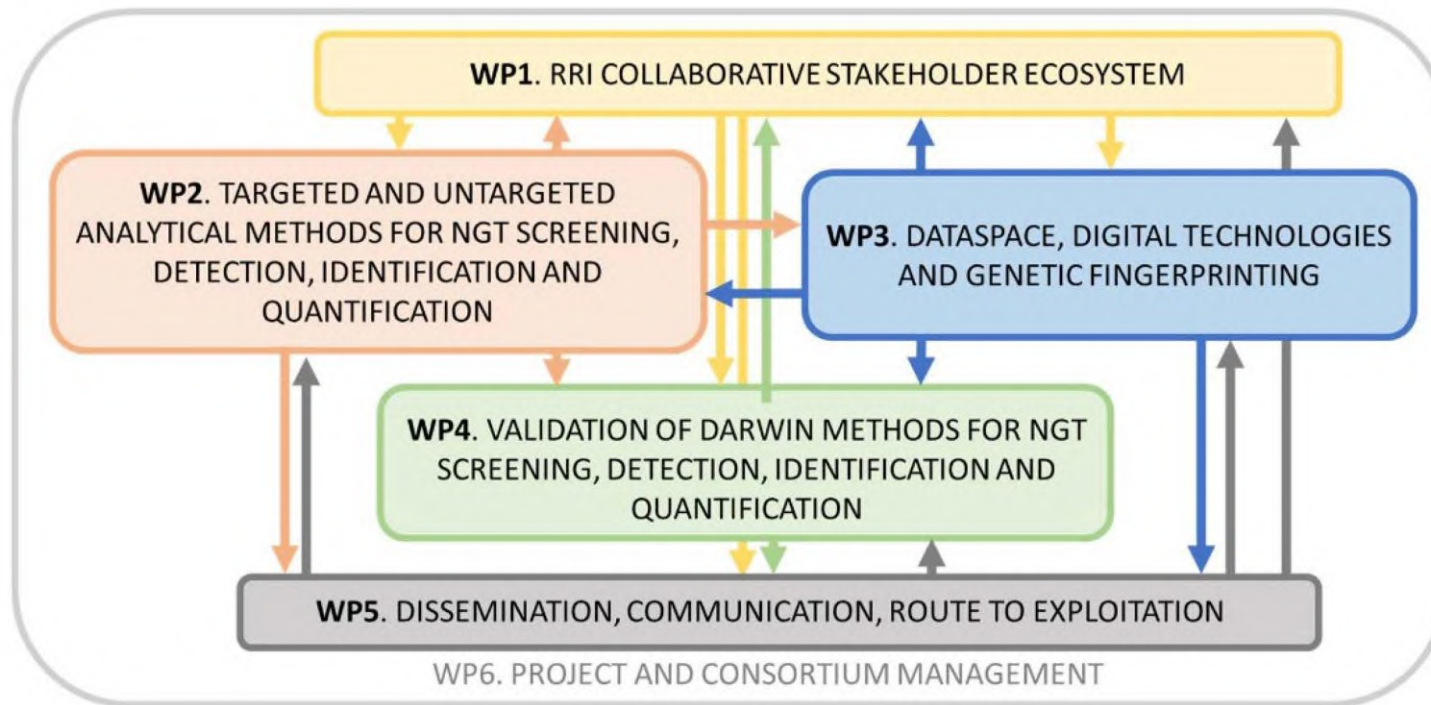 WP1. RRI COLLABORATIVE STAKEHOLDER ECOSYSTEM
WP2. TARGETED AND UNTARGETED
ANALYTICAL METHODS FOR NGT SCREENING,
DETECTION, IDENTIFICATION AND
QUANTIFICATION
WP3. DATASPACE, DIGITAL TECHNOLOGIES
AND GENETIC FINGERPRINTING
WP4. VALIDATION OF DARWIN METHODS FOR NGT
SCREENING, DETECTION, IDENTIFICATION AND
QUANTIFICATION
WP5. DISSEMINATION, COMMUNICATION, ROUTE TO EXPLOITATION
WP6. PROJECT AND CONSORTIUM MANAGEMENT